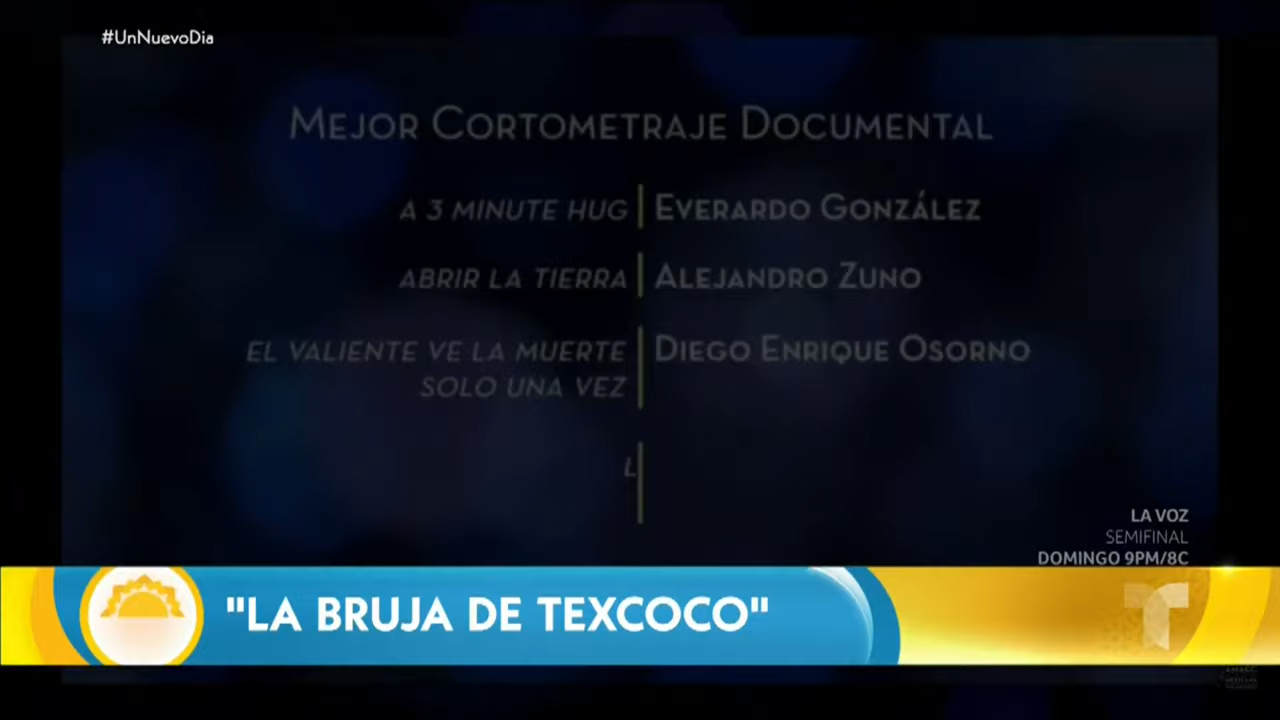 #UnNuevoDia
MEJOR CORTOMETRAJE DOCUMENTAL
A 3 MINUTE HUG | EVERARDO GONZÁLEZ
ABRIR LA TIERRA | ALEJANDRO ZUNO
EL VALIENTE VE LA MUERTE | DIEGO ENRIQUE OSORNO
SOLO UNA VEZ
L
LA VOZ
SEMIFINAL
DOMINGO 9PM/8C
"LA BRUJA DE TEXCOCO"